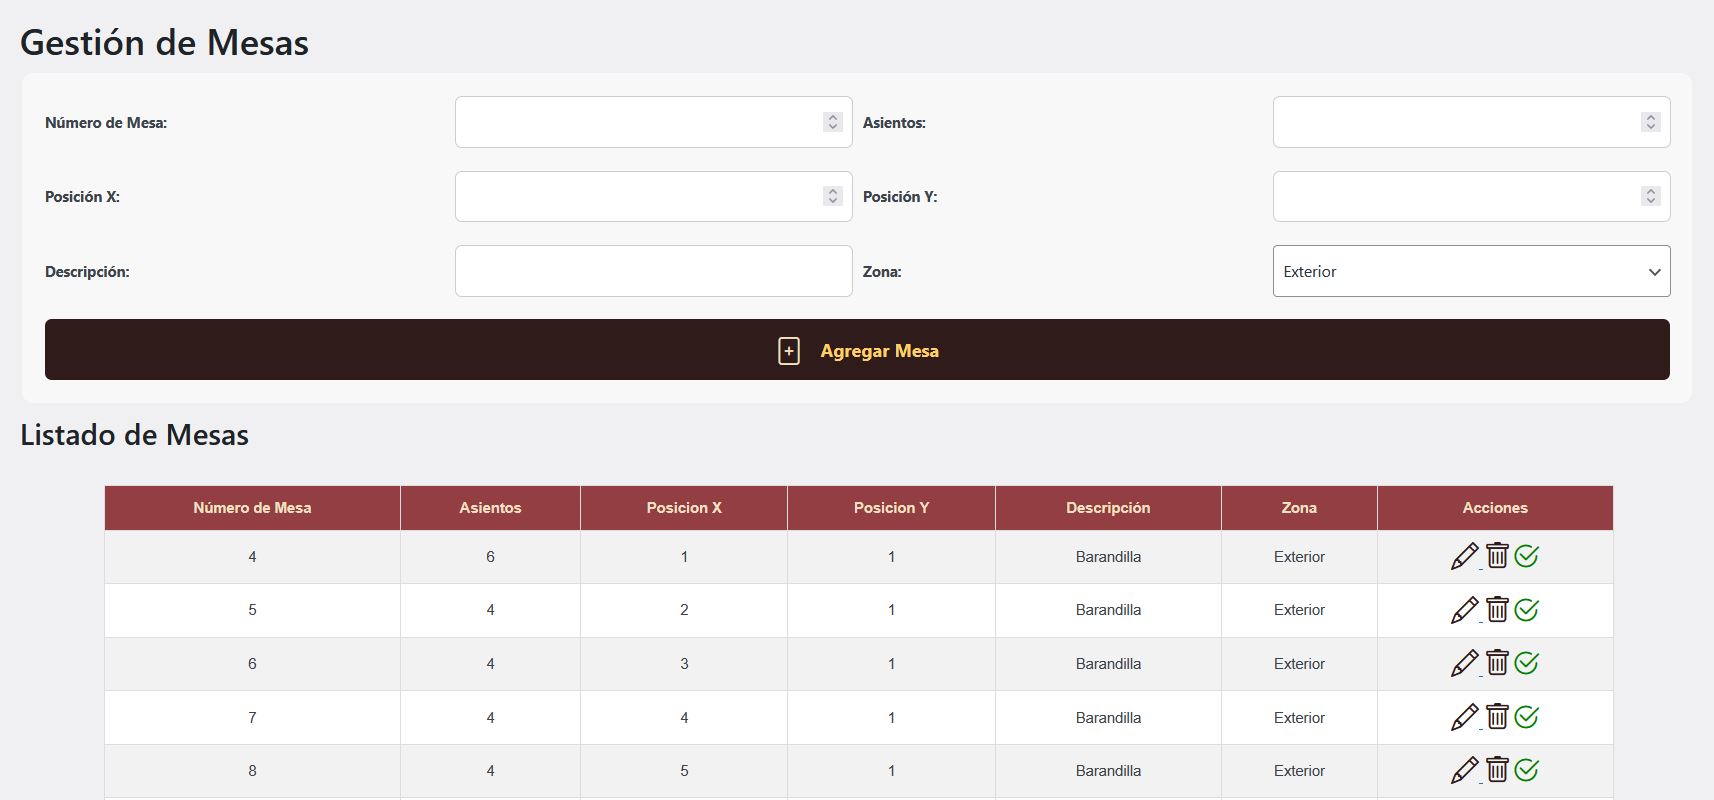 Gestión de Mesas
Número de Mesa: Asientos:
Posición X: Posición Y:
Descripción: Zona: Exterior
Agregar Mesa
Listado de Mesas
Número de Mesa Asientos Posicion X Posicion Y Descripción Zona Acciones
4 6 1 1 Barandilla Exterior
5 4 2 1 Barandilla Exterior
6 4 3 1 Barandilla Exterior
7 4 4 1 Barandilla Exterior
8 4 5 1 Barandilla Exterior